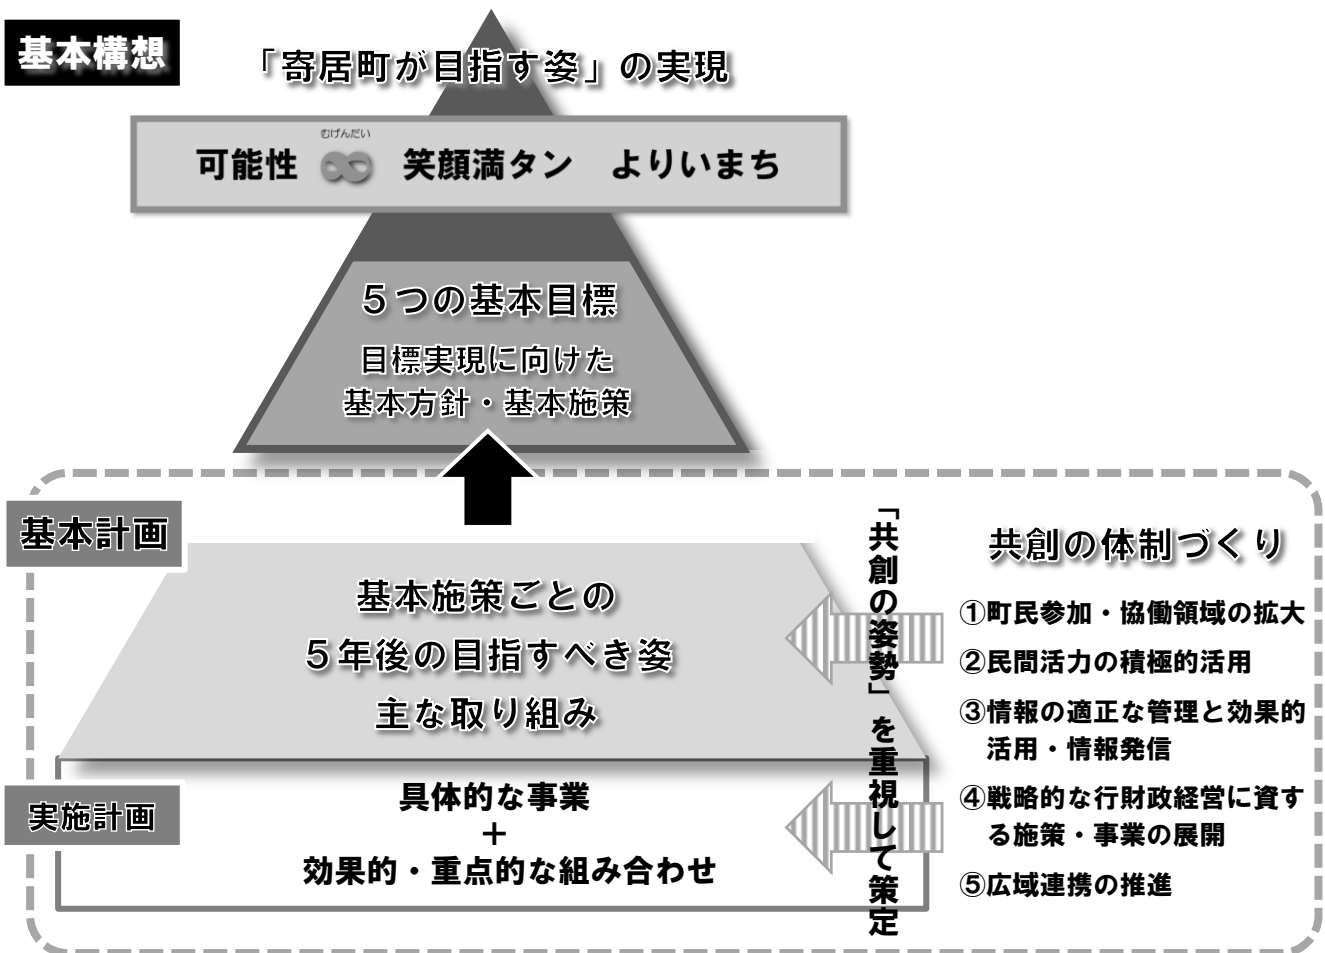 基本構想
「寄居町が目指す姿」の実現
むげんだい
可能性 ∞ 笑顔満タン よりいまち
５つの基本目標
目標実現に向けた
基本方針・基本施策
基本計画
基本施策ごとの
５年後の目指すべき姿
主な取り組み
実施計画
具体的な事業
＋
効果的・重点的な組み合わせ
「共創の姿勢」を重視して策定
共創の体制づくり
①町民参加・協働領域の拡大
②民間活力の積極的活用
③情報の適正な管理と効果的
活用・情報発信
④戦略的な行財政経営に資す
る施策・事業の展開
⑤広域連携の推進